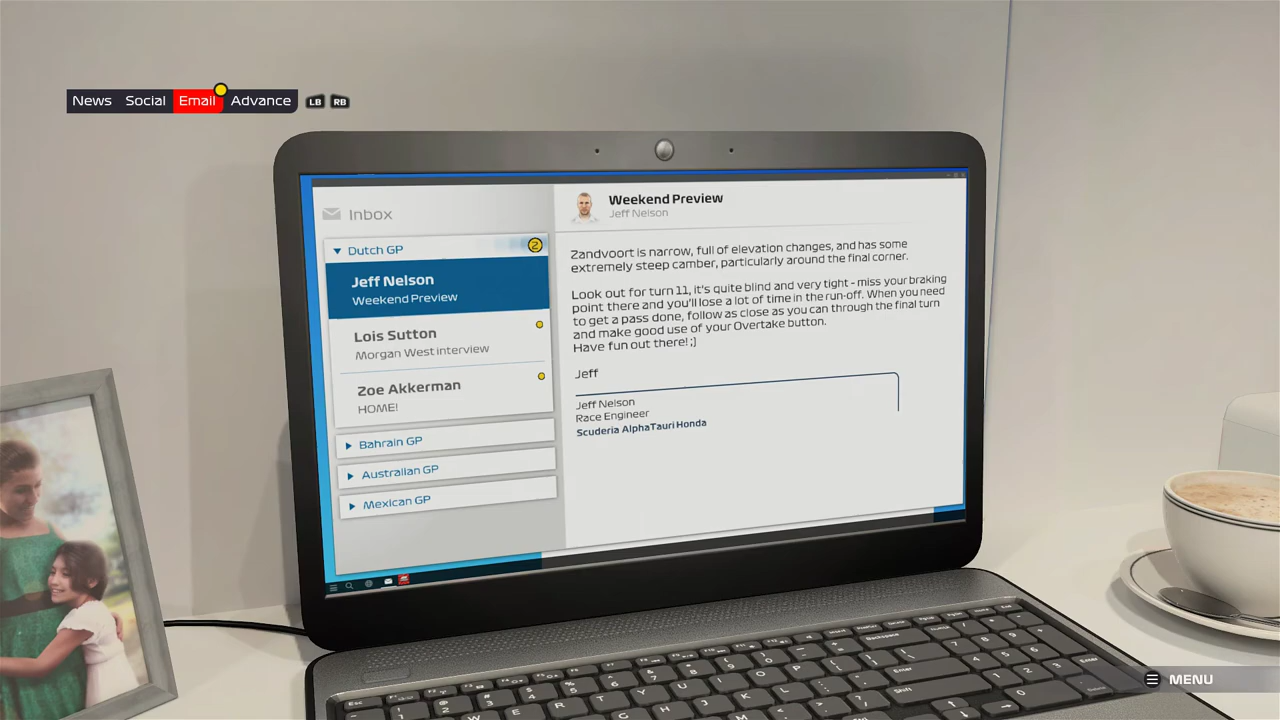 News Social Email Advance LB RB
Inbox
Dutch GP 2
Jeff Nelson
Weekend Preview
Lois Sutton
Morgan West interview
Zoe Akkerman
HOME!
Bahrain GP
Australian GP
Mexican GP
Weekend Preview
Jeff Nelson
Zandvoort is narrow, full of elevation changes, and has some
extremely steep camber, particularly around the final corner.
Look out for turn 11, it's quite blind and very tight - miss your braking
point there and you'll lose a lot of time in the run-off. When you need
to get a pass done, follow as close as you can through the final turn
and make good use of your Overtake button.
Have fun out there! ;)
Jeff
Jeff Nelson
Race Engineer
Scuderia AlphaTauri Honda
Backspace
Enter
Shift
Enter
MENU